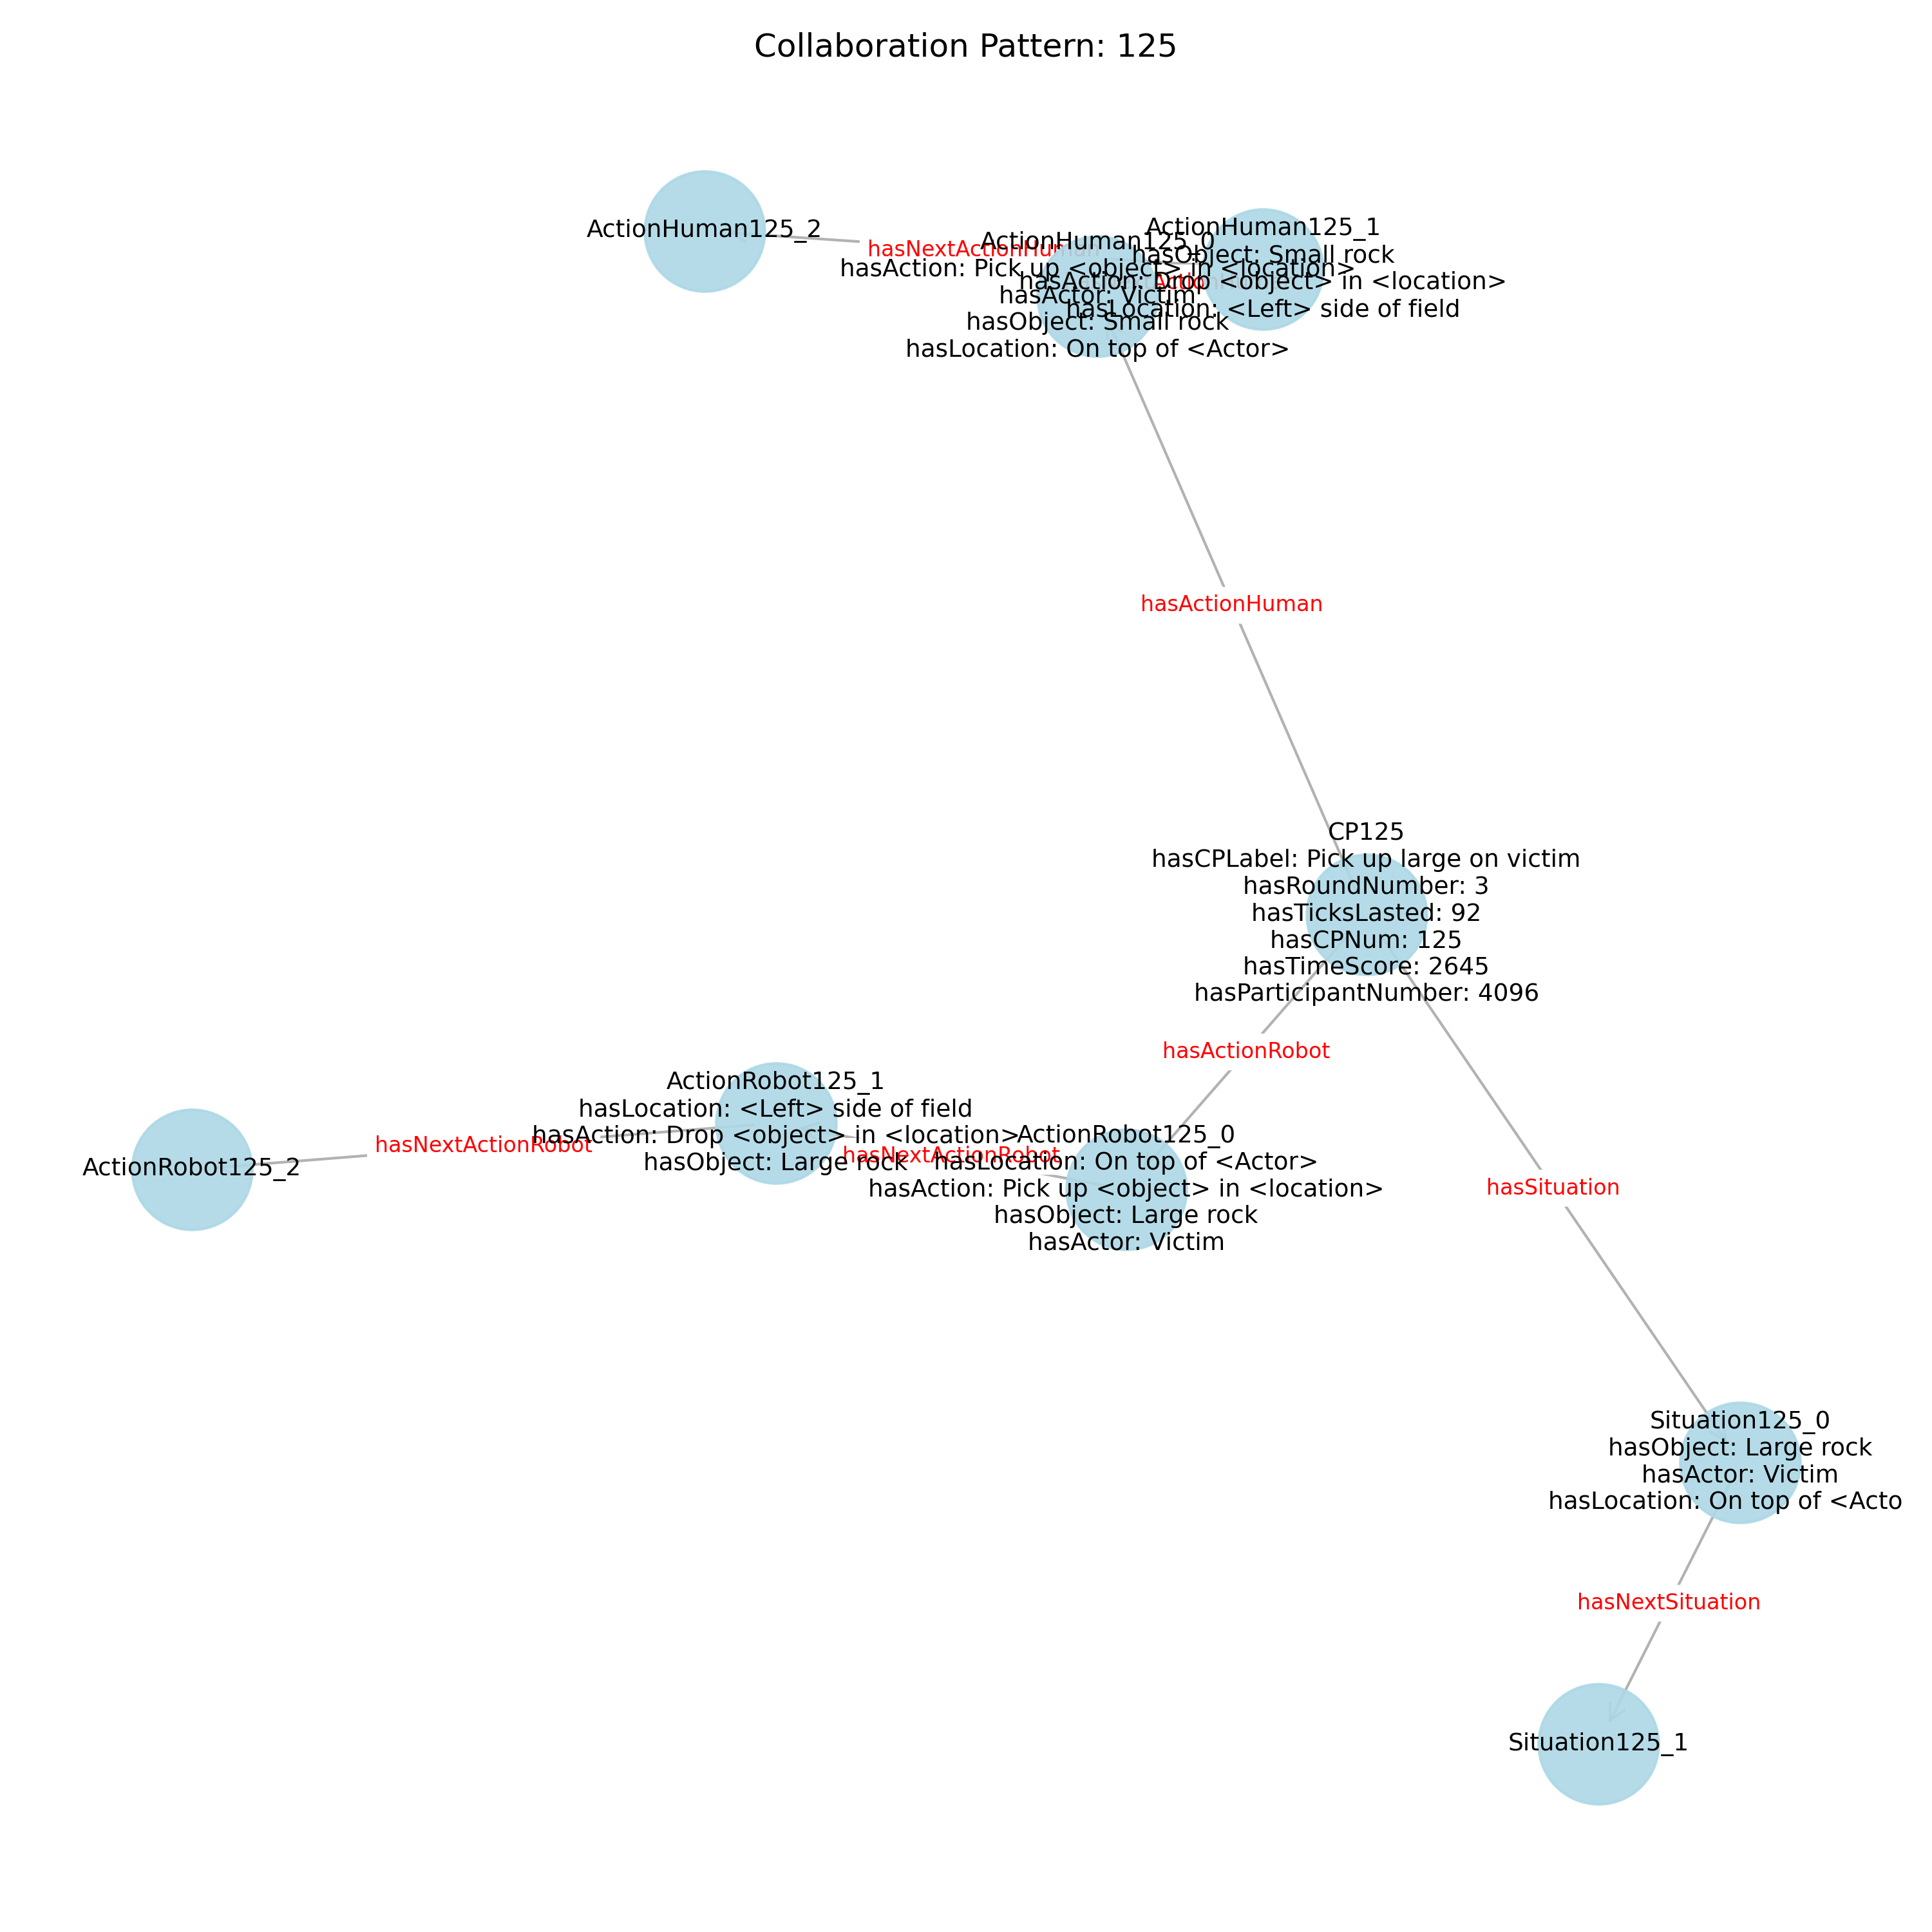 Collaboration Pattern: 125
ActionHuman125_2
hasNextActionHuman
ActionHuman125_0
hasAction: Pick up <object> in <location>
hasActor: Victim
hasObject: Small rock
hasLocation: On top of <Actor>
ActionHuman125_1
hasObject: Small rock
hasAction: Drop <object> in <location>
hasLocation: <Left> side of field
hasActionHuman
CP125
hasCPLabel: Pick up large on victim
hasRoundNumber: 3
hasTicksLasted: 92
hasCPNum: 125
hasTimeScore: 2645
hasParticipantNumber: 4096
hasActionRobot
ActionRobot125_1
hasLocation: <Left> side of field
hasAction: Drop <object> in <location>
hasObject: Large rock
hasNextActionRobot
ActionRobot125_2
hasNextActionRobot
ActionRobot125_0
hasLocation: On top of <Actor>
hasAction: Pick up <object> in <location>
hasObject: Large rock
hasActor: Victim
hasSituation
Situation125_0
hasObject: Large rock
hasActor: Victim
hasLocation: On top of <Acto
hasNextSituation
Situation125_1